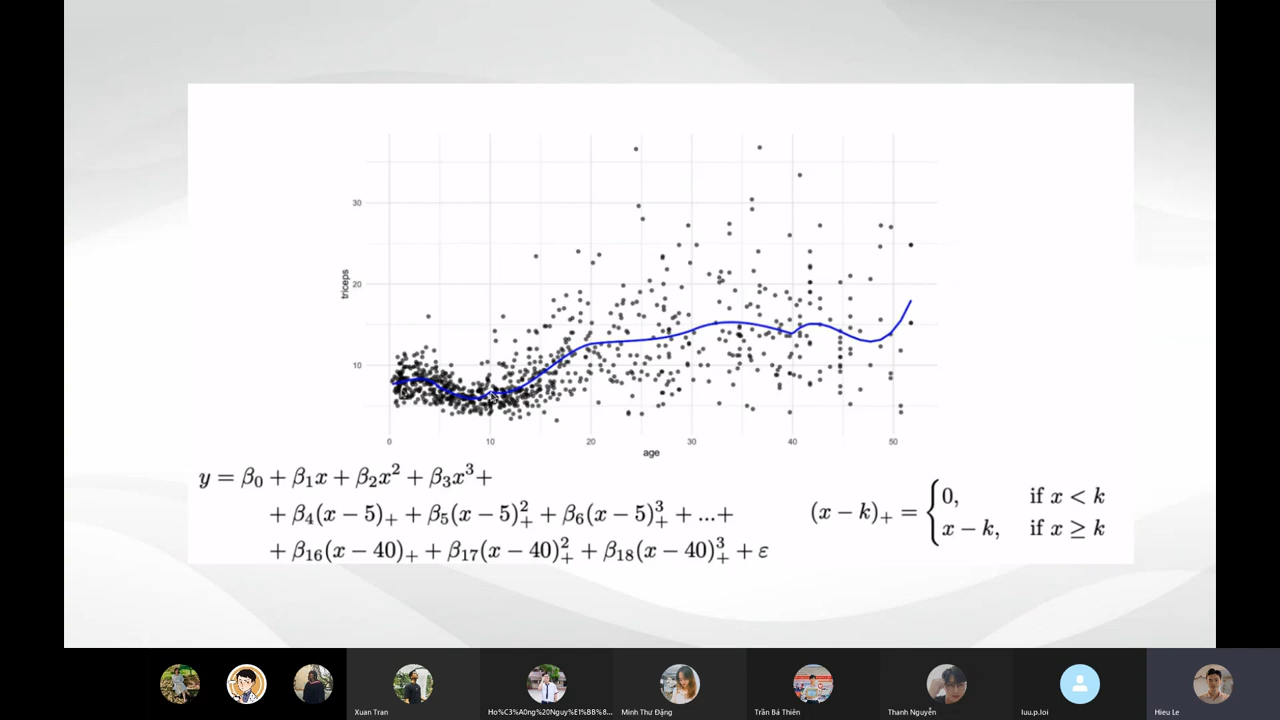 30
20
10
triceps
0 10 20 30 40 50
age
y = β₀ + β₁x + β₂x² + β₃x³+
+ β₄(x − 5)₊ + β₅(x − 5)²₊ + β₆(x − 5)³₊ + ...+
+ β₁₆(x − 40)₊ + β₁₇(x − 40)²₊ + β₁₈(x − 40)³₊ + ε
(x − k)₊ = {0, if x < k
x − k, if x ≥ k
Xuan Tran
Ho%C3%A0ng%20Nguy%E1%BB%8...
Minh Thư Đặng
Trần Bá Thiên
Thanh Nguyễn
luu.p.loi
Hieu Le